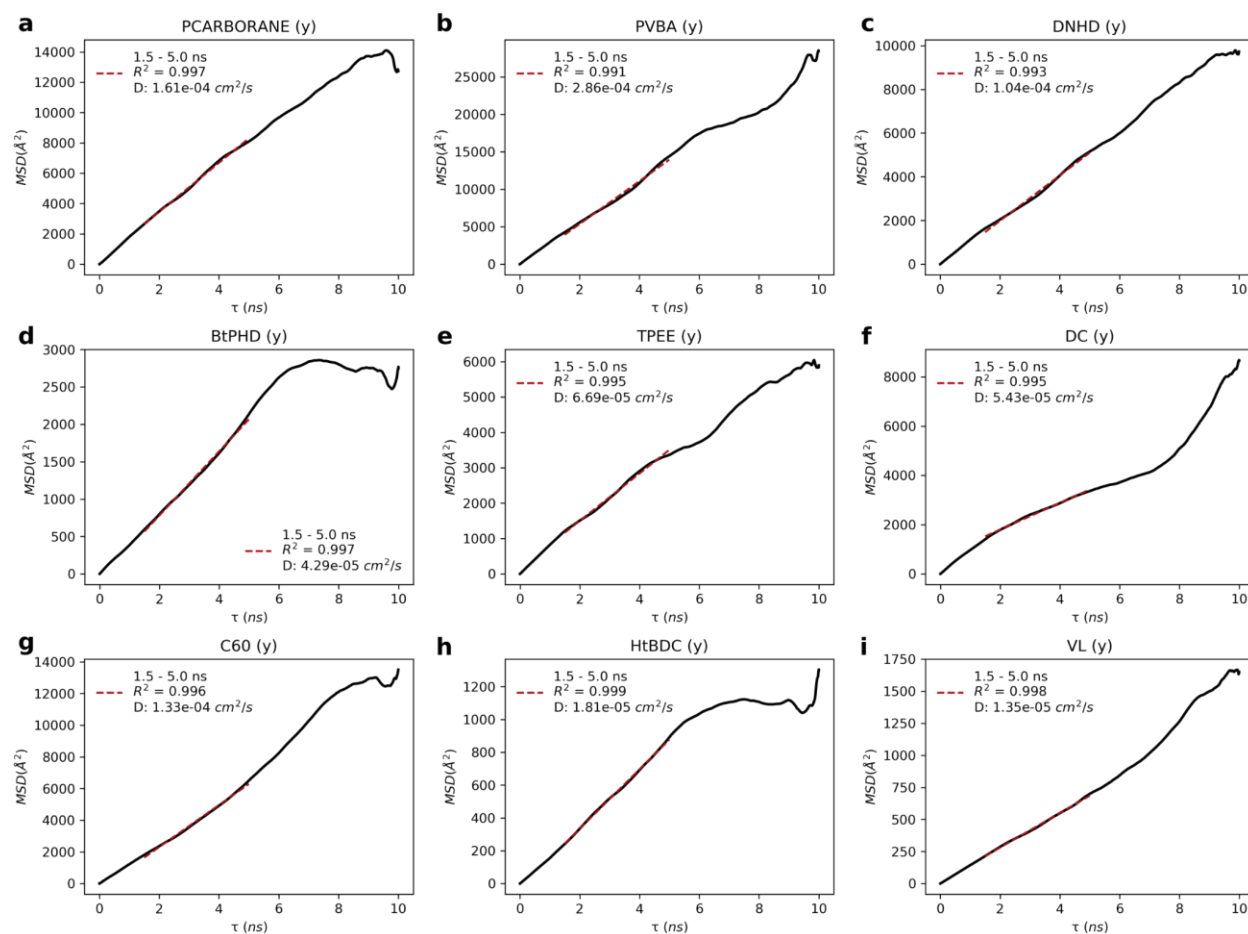 a
PCARBORANE (y)
14000
12000
10000
8000
6000
4000
2000
0
MSD(Å²)
1.5 - 5.0 ns
R² = 0.997
D: 1.61e-04 cm²/s
0 2 4 6 8 10
τ (ns)
b
PVBA (y)
25000
20000
15000
10000
5000
0
MSD(Å²)
1.5 - 5.0 ns
R² = 0.991
D: 2.86e-04 cm²/s
0 2 4 6 8 10
τ (ns)
c
DNHD (y)
10000
8000
6000
4000
2000
0
MSD(Å²)
1.5 - 5.0 ns
R² = 0.993
D: 1.04e-04 cm²/s
0 2 4 6 8 10
τ (ns)
d
BtPHD (y)
3000
2500
2000
1500
1000
500
0
MSD(Å²)
1.5 - 5.0 ns
R² = 0.997
D: 4.29e-05 cm²/s
0 2 4 6 8 10
τ (ns)
e
TPEE (y)
6000
5000
4000
3000
2000
1000
0
MSD(Å²)
1.5 - 5.0 ns
R² = 0.995
D: 6.69e-05 cm²/s
0 2 4 6 8 10
τ (ns)
f
DC (y)
8000
6000
4000
2000
0
MSD(Å²)
1.5 - 5.0 ns
R² = 0.995
D: 5.43e-05 cm²/s
0 2 4 6 8 10
τ (ns)
g
C60 (y)
14000
12000
10000
8000
6000
4000
2000
0
MSD(Å²)
1.5 - 5.0 ns
R² = 0.996
D: 1.33e-04 cm²/s
0 2 4 6 8 10
τ (ns)
h
HtBDC (y)
1200
1000
800
600
400
200
0
MSD(Å²)
1.5 - 5.0 ns
R² = 0.999
D: 1.81e-05 cm²/s
0 2 4 6 8 10
τ (ns)
i
VL (y)
1750
1500
1250
1000
750
500
250
0
MSD(Å²)
1.5 - 5.0 ns
R² = 0.998
D: 1.35e-05 cm²/s
0 2 4 6 8 10
τ (ns)